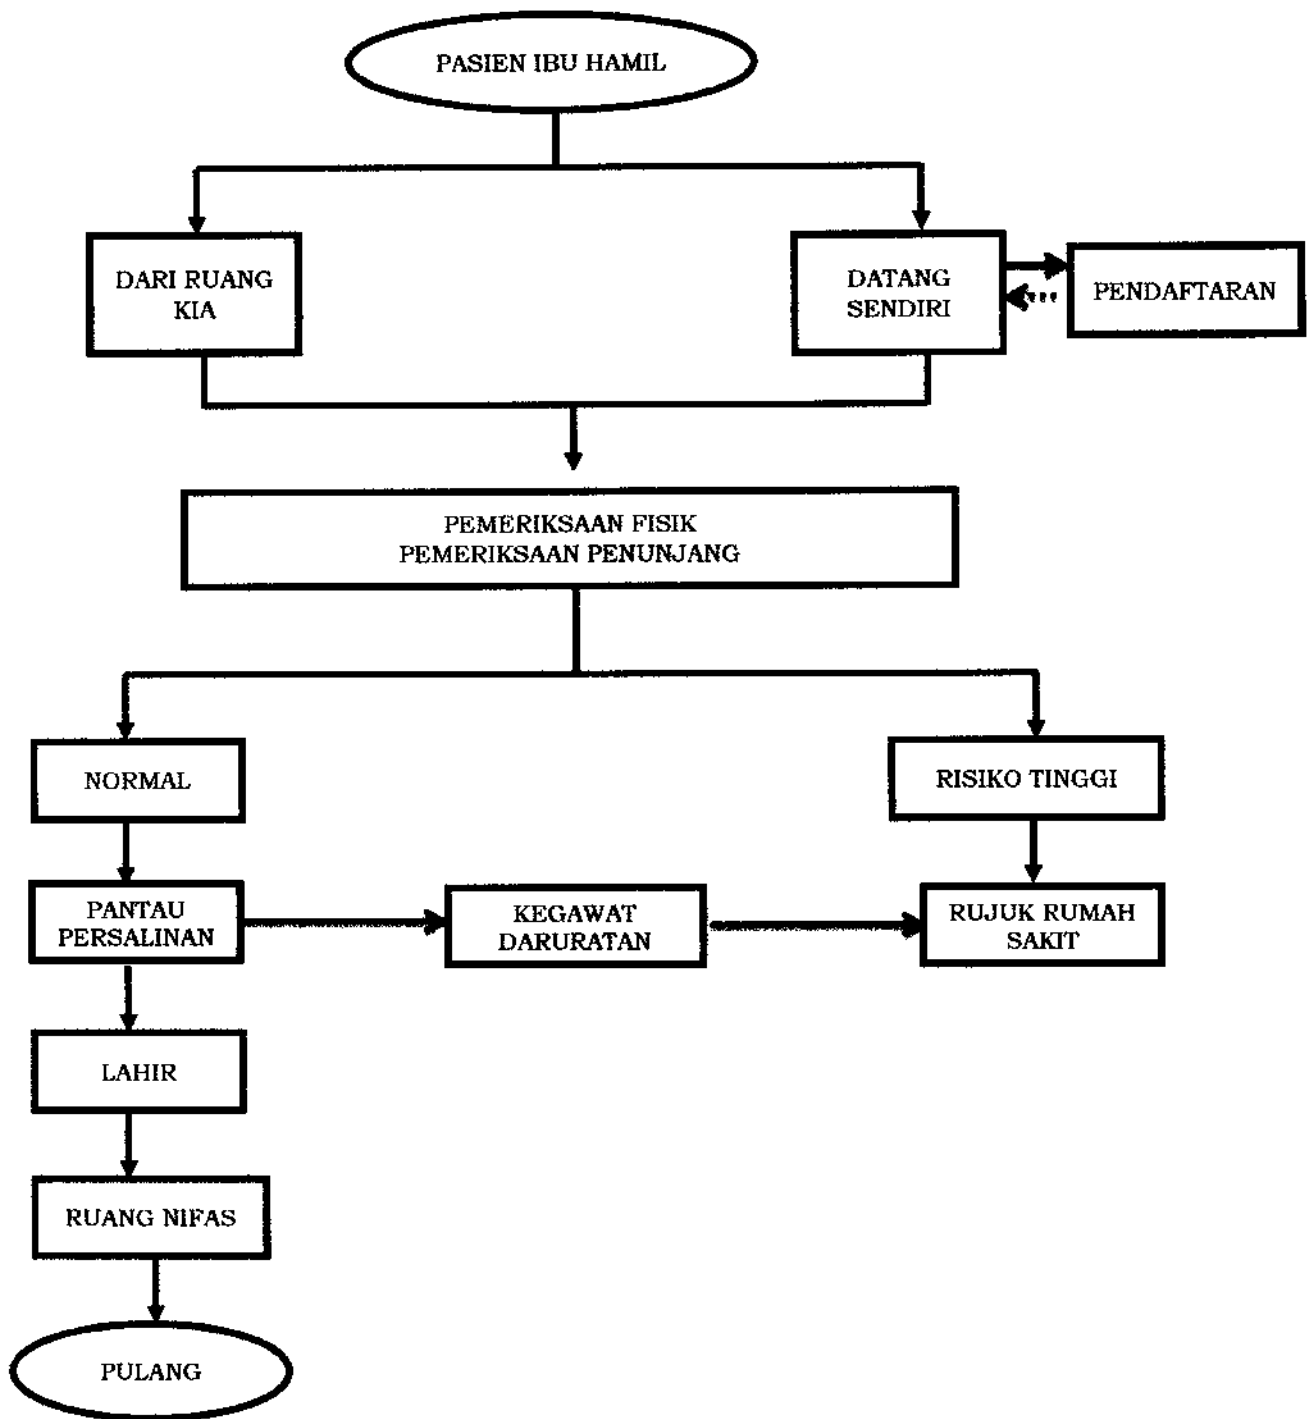 PASIEN IBU HAMIL
DARI RUANG
KIA
DATANG
SENDIRI
PENDAFTARAN
PEMERIKSAAN FISIK
PEMERIKSAAN PENUNJANG
NORMAL
RISIKO TINGGI
PANTAU
PERSALINAN
KEGAWAT
DARURATAN
RUJUK RUMAH
SAKIT
LAHIR
RUANG NIFAS
PULANG